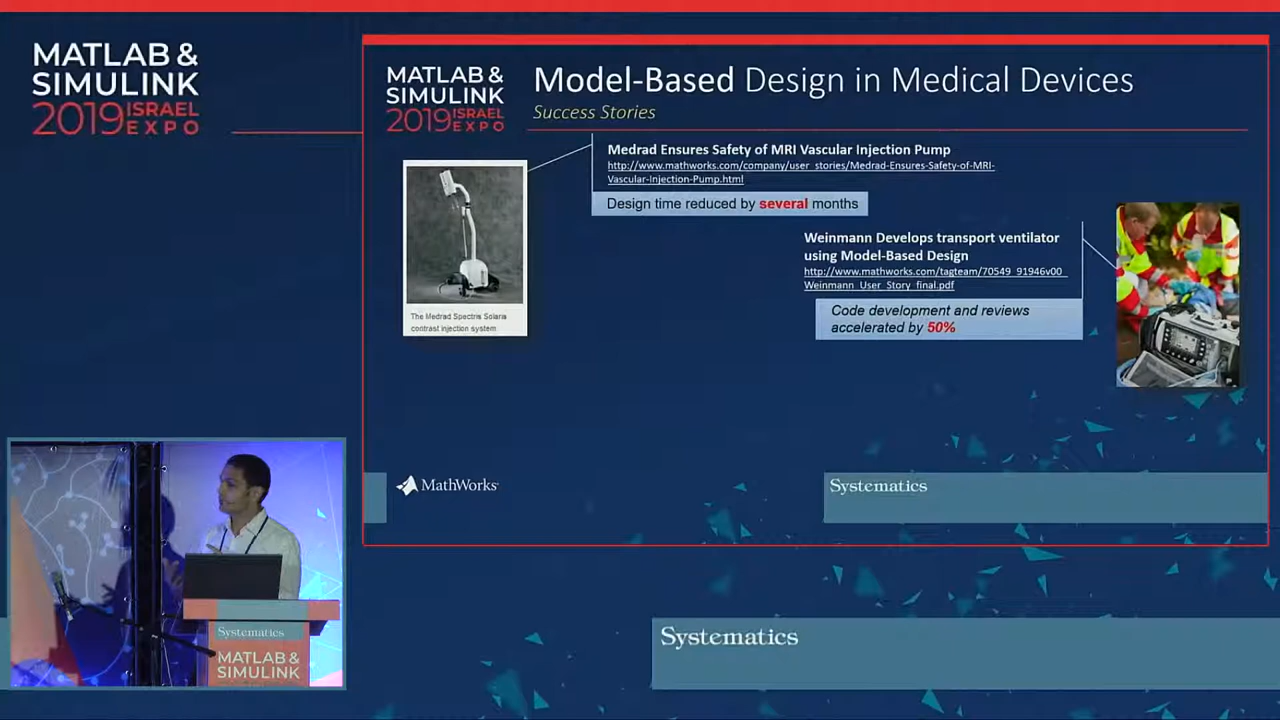 MATLAB &
SIMULINK
2019 ISRAEL
EXPO
MATLAB &
SIMULINK
2019 ISRAEL
EXPO
Model-Based Design in Medical Devices
Success Stories
Medrad Ensures Safety of MRI Vascular Injection Pump
http://www.mathworks.com/company/user_stories/Medrad-Ensures-Safety-of-MRI-
Vascular-Injection-Pump.html
Design time reduced by several months
The Medrad Spectris Solaris
contrast injection system.
Weinmann Develops transport ventilator
using Model-Based Design
http://www.mathworks.com/tagteam/70549_91946v00_
Weinmann_User_Story_final.pdf
Code development and reviews
accelerated by 50%
MathWorks
Systematics
Systematics
MATLAB &
SIMULINK
Systematics